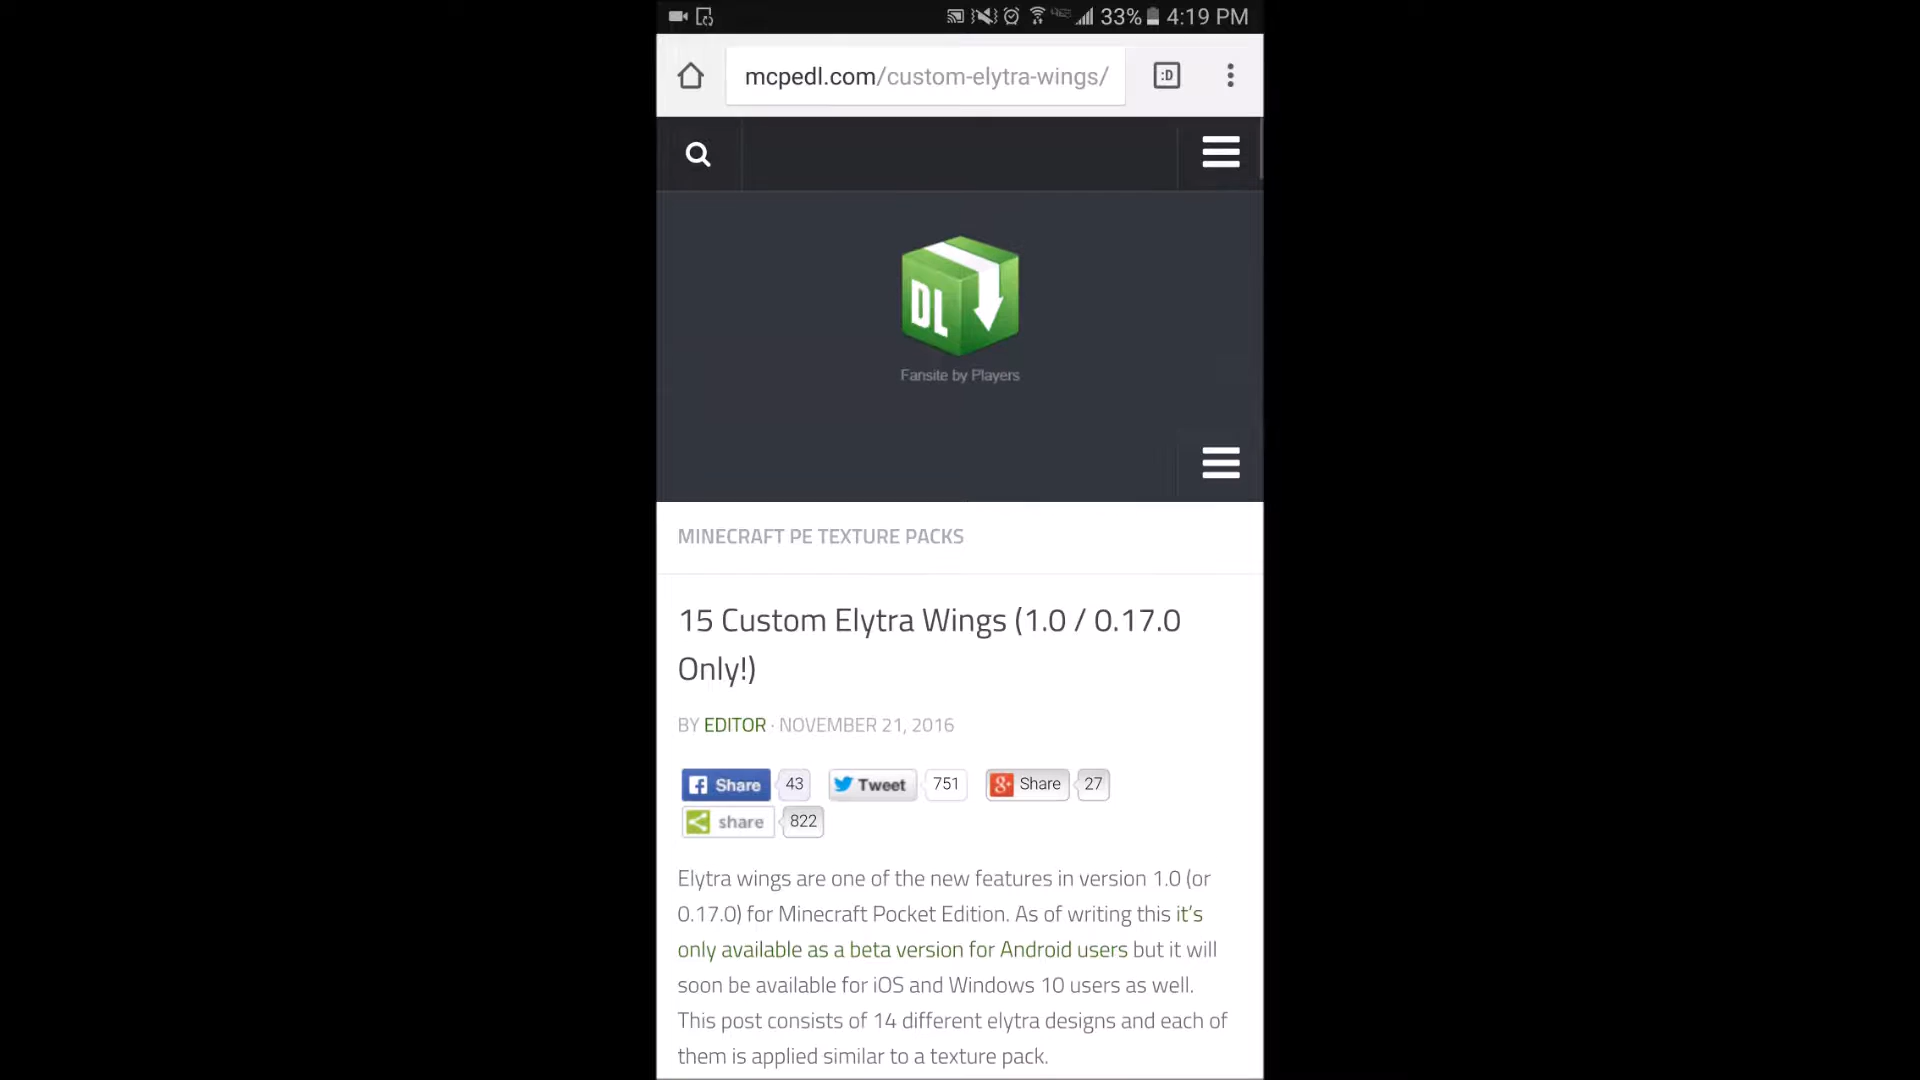 33% 4:19 PM
mcpedl.com/custom-elytra-wings/ :D
DL
Fansite by Players
MINECRAFT PE TEXTURE PACKS
15 Custom Elytra Wings (1.0 / 0.17.0
Only!)
BY EDITOR · NOVEMBER 21, 2016
Share 43 Tweet 751 Share 27
share 822
Elytra wings are one of the new features in version 1.0 (or
0.17.0) for Minecraft Pocket Edition. As of writing this it’s
only available as a beta version for Android users but it will
soon be available for iOS and Windows 10 users as well.
This post consists of 14 different elytra designs and each of
them is applied similar to a texture pack.